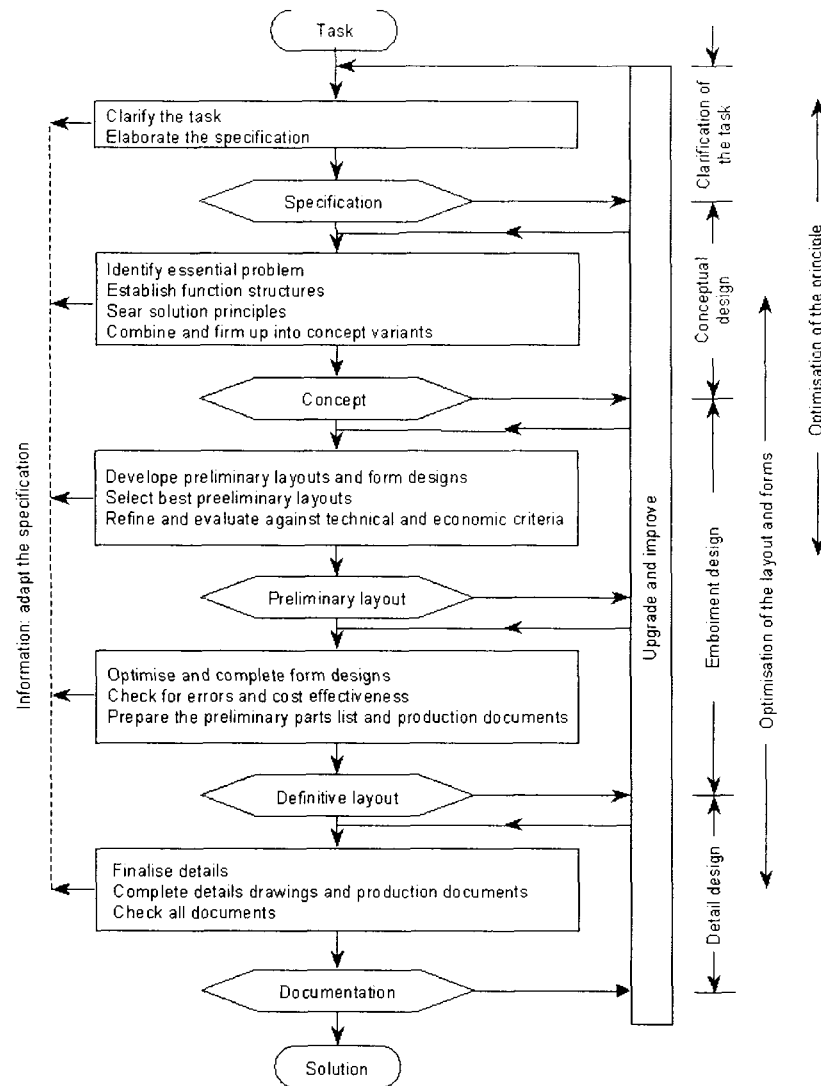 Task
Clarify the task
Elaborate the specification
Specification
Identify essential problem
Establish function structures
Sear solution principles
Combine and firm up into concept variants
Concept
Develope preliminary layouts and form designs
Select best preeliminary layouts
Refine and evaluate against technical and economic criteria
Preliminary layout
Optimise and complete form designs
Check for errors and cost effectiveness
Prepare the preliminary parts list and production documents
Definitive layout
Finalise details
Complete details drawings and production documents
Check all documents
Documentation
Solution
Information: adapt the specification
Upgrade and improve
Clarification of
the task
Conceptual
design
Emboiment design
Detail design
Optimisation of the layout and forms
Optimisation of the principle